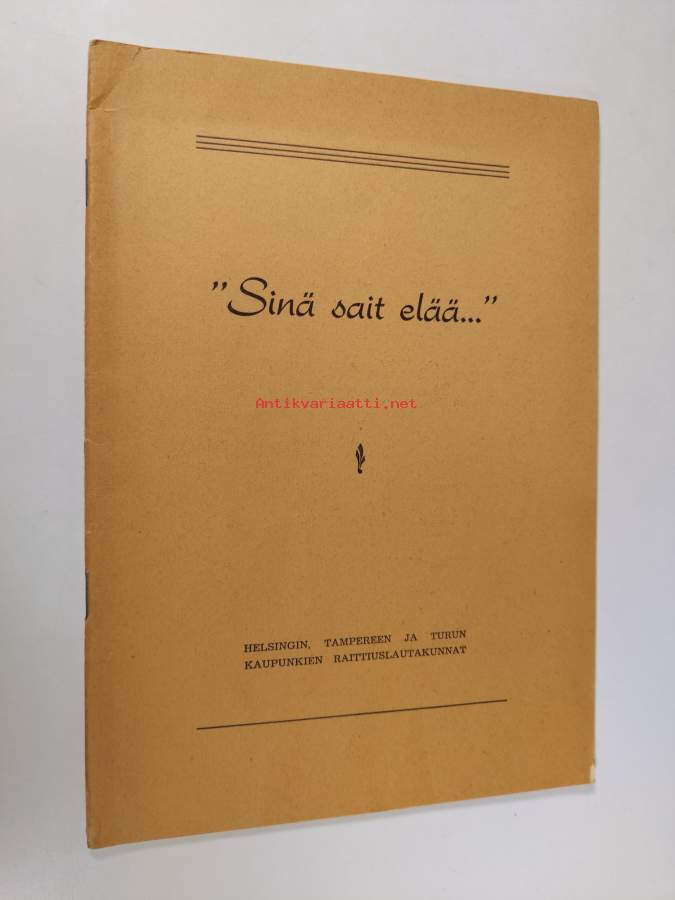 ”Sinä sait elää...”
Antikvariaatti.net
HELSINGIN, TAMPEREEN JA TURUN
KAUPUNKIEN RAITTIUSLAUTAKUNNAT